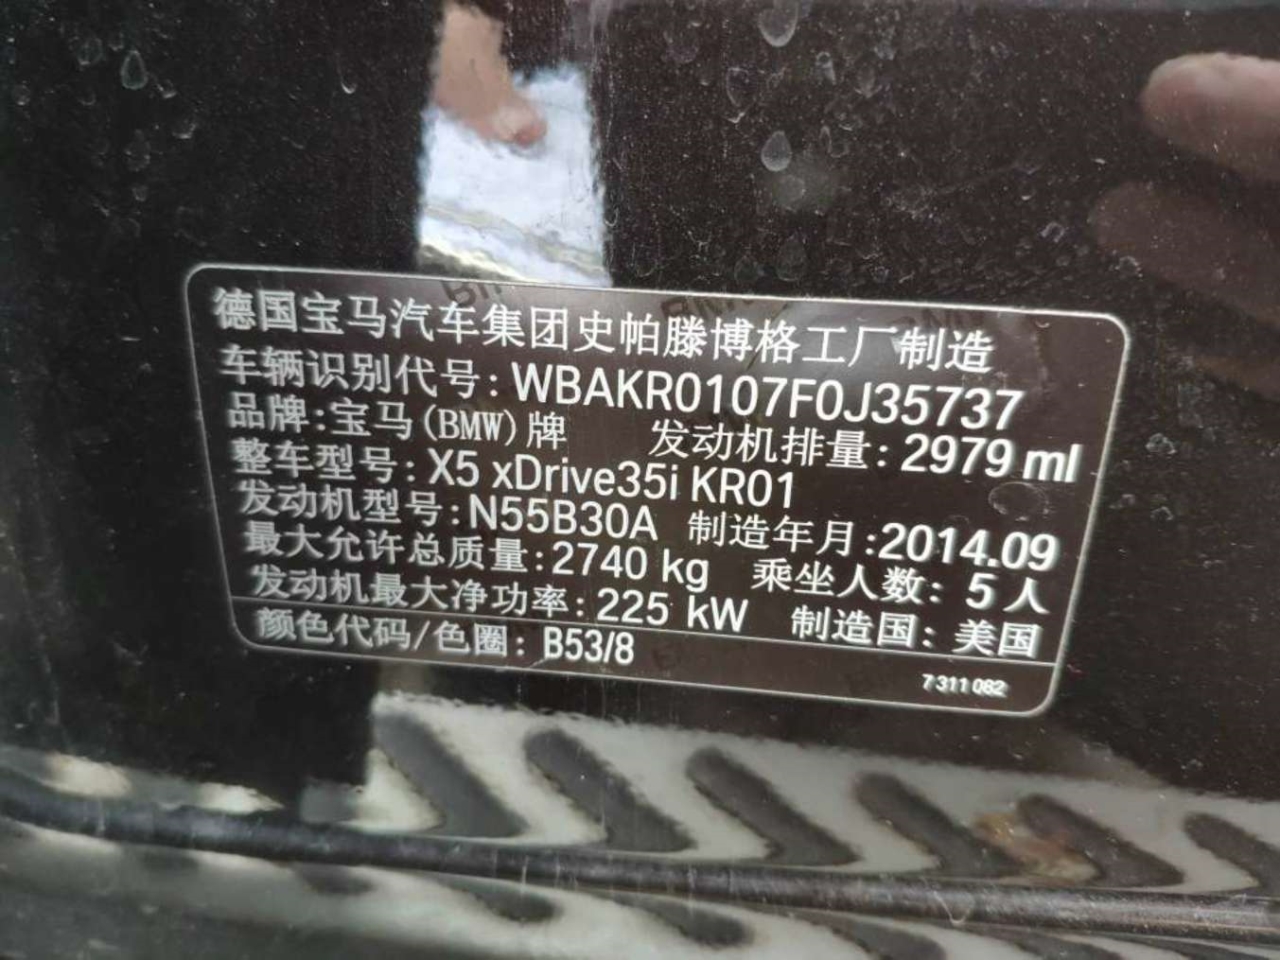 德国宝马汽车集团史帕滕博格工厂制造
车辆识别代号：WBAKR0107F0J35737
品牌：宝马(BMW)牌 发动机排量：2979 ml
整车型号：X5 xDrive35i KR01
发动机型号：N55B30A 制造年月：2014.09
最大允许总质量：2740 kg 乘坐人数：5人
发动机最大净功率：225 kW 制造国：美国
颜色代码/色圈：B53/8
7 311 082